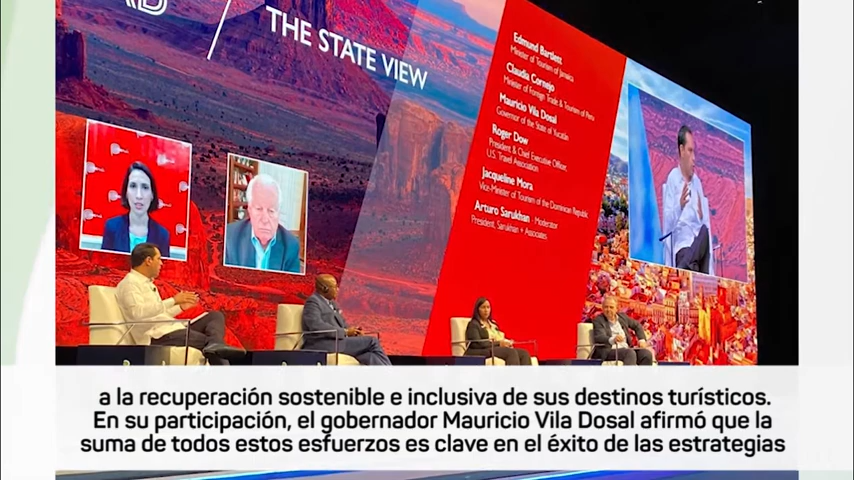 THE STATE VIEW
Edmund Bartlett
Minister of Tourism of Jamaica
Claudia Cornejo
Minister of Foreign Trade & Tourism of Peru
Mauricio Vila Dosal
Governor of the State of Yucatán
Roger Dow
President & Chief Executive Officer,
U.S. Travel Association
Jacqueline Mora
Vice-Minister of Tourism of the Dominican Republic
Arturo Sarukhan - Moderator
President, Sarukhan + Associates
a la recuperación sostenible e inclusiva de sus destinos turísticos.
En su participación, el gobernador Mauricio Vila Dosal afirmó que la
suma de todos estos esfuerzos es clave en el éxito de las estrategias